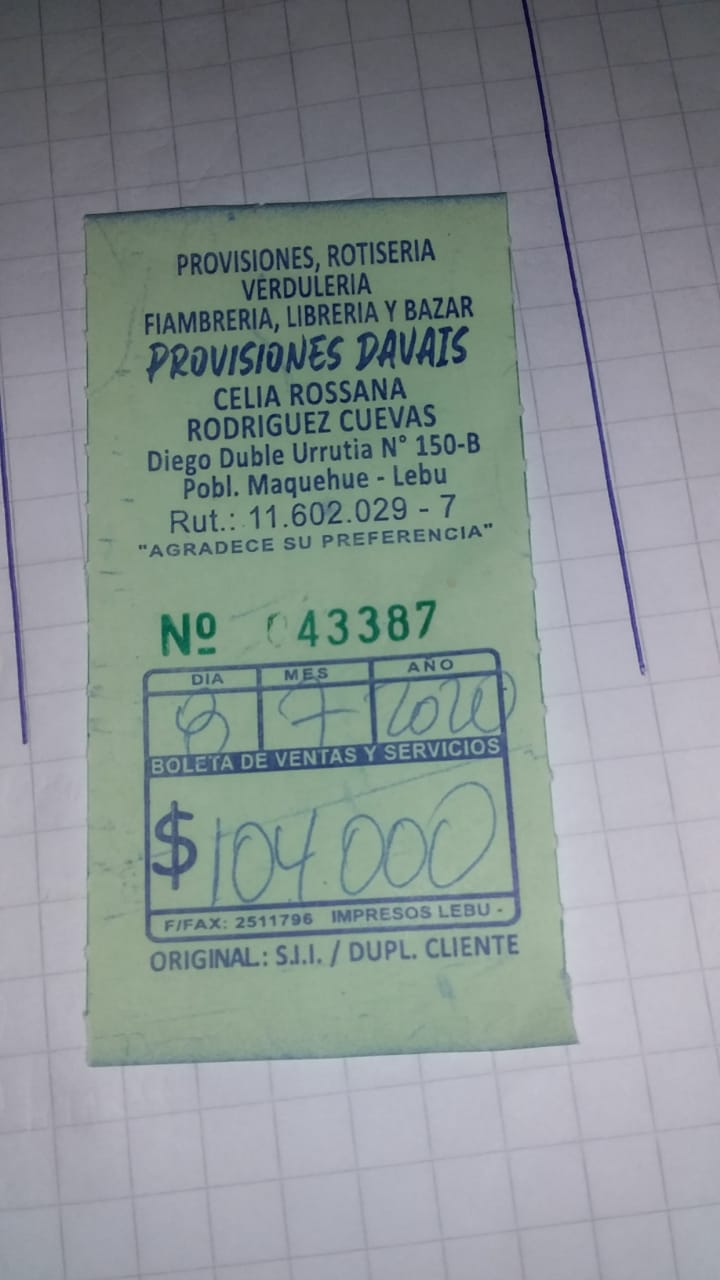 PROVISIONES, ROTISERIA
VERDULERIA
FIAMBRERIA, LIBRERIA Y BAZAR
PROVISIONES DAVAIS
CELIA ROSSANA
RODRIGUEZ CUEVAS
Diego Duble Urrutia N° 150-B
Pobl. Maquehue - Lebu
Rut.: 11.602.029 - 7
"AGRADECE SU PREFERENCIA"
Nº 043387
DIA MES AÑO
7 2020
BOLETA DE VENTAS Y SERVICIOS
$ 104.000
F/FAX: 2511796 IMPRESOS LEBU -
ORIGINAL: S.I.I. / DUPL. CLIENTE